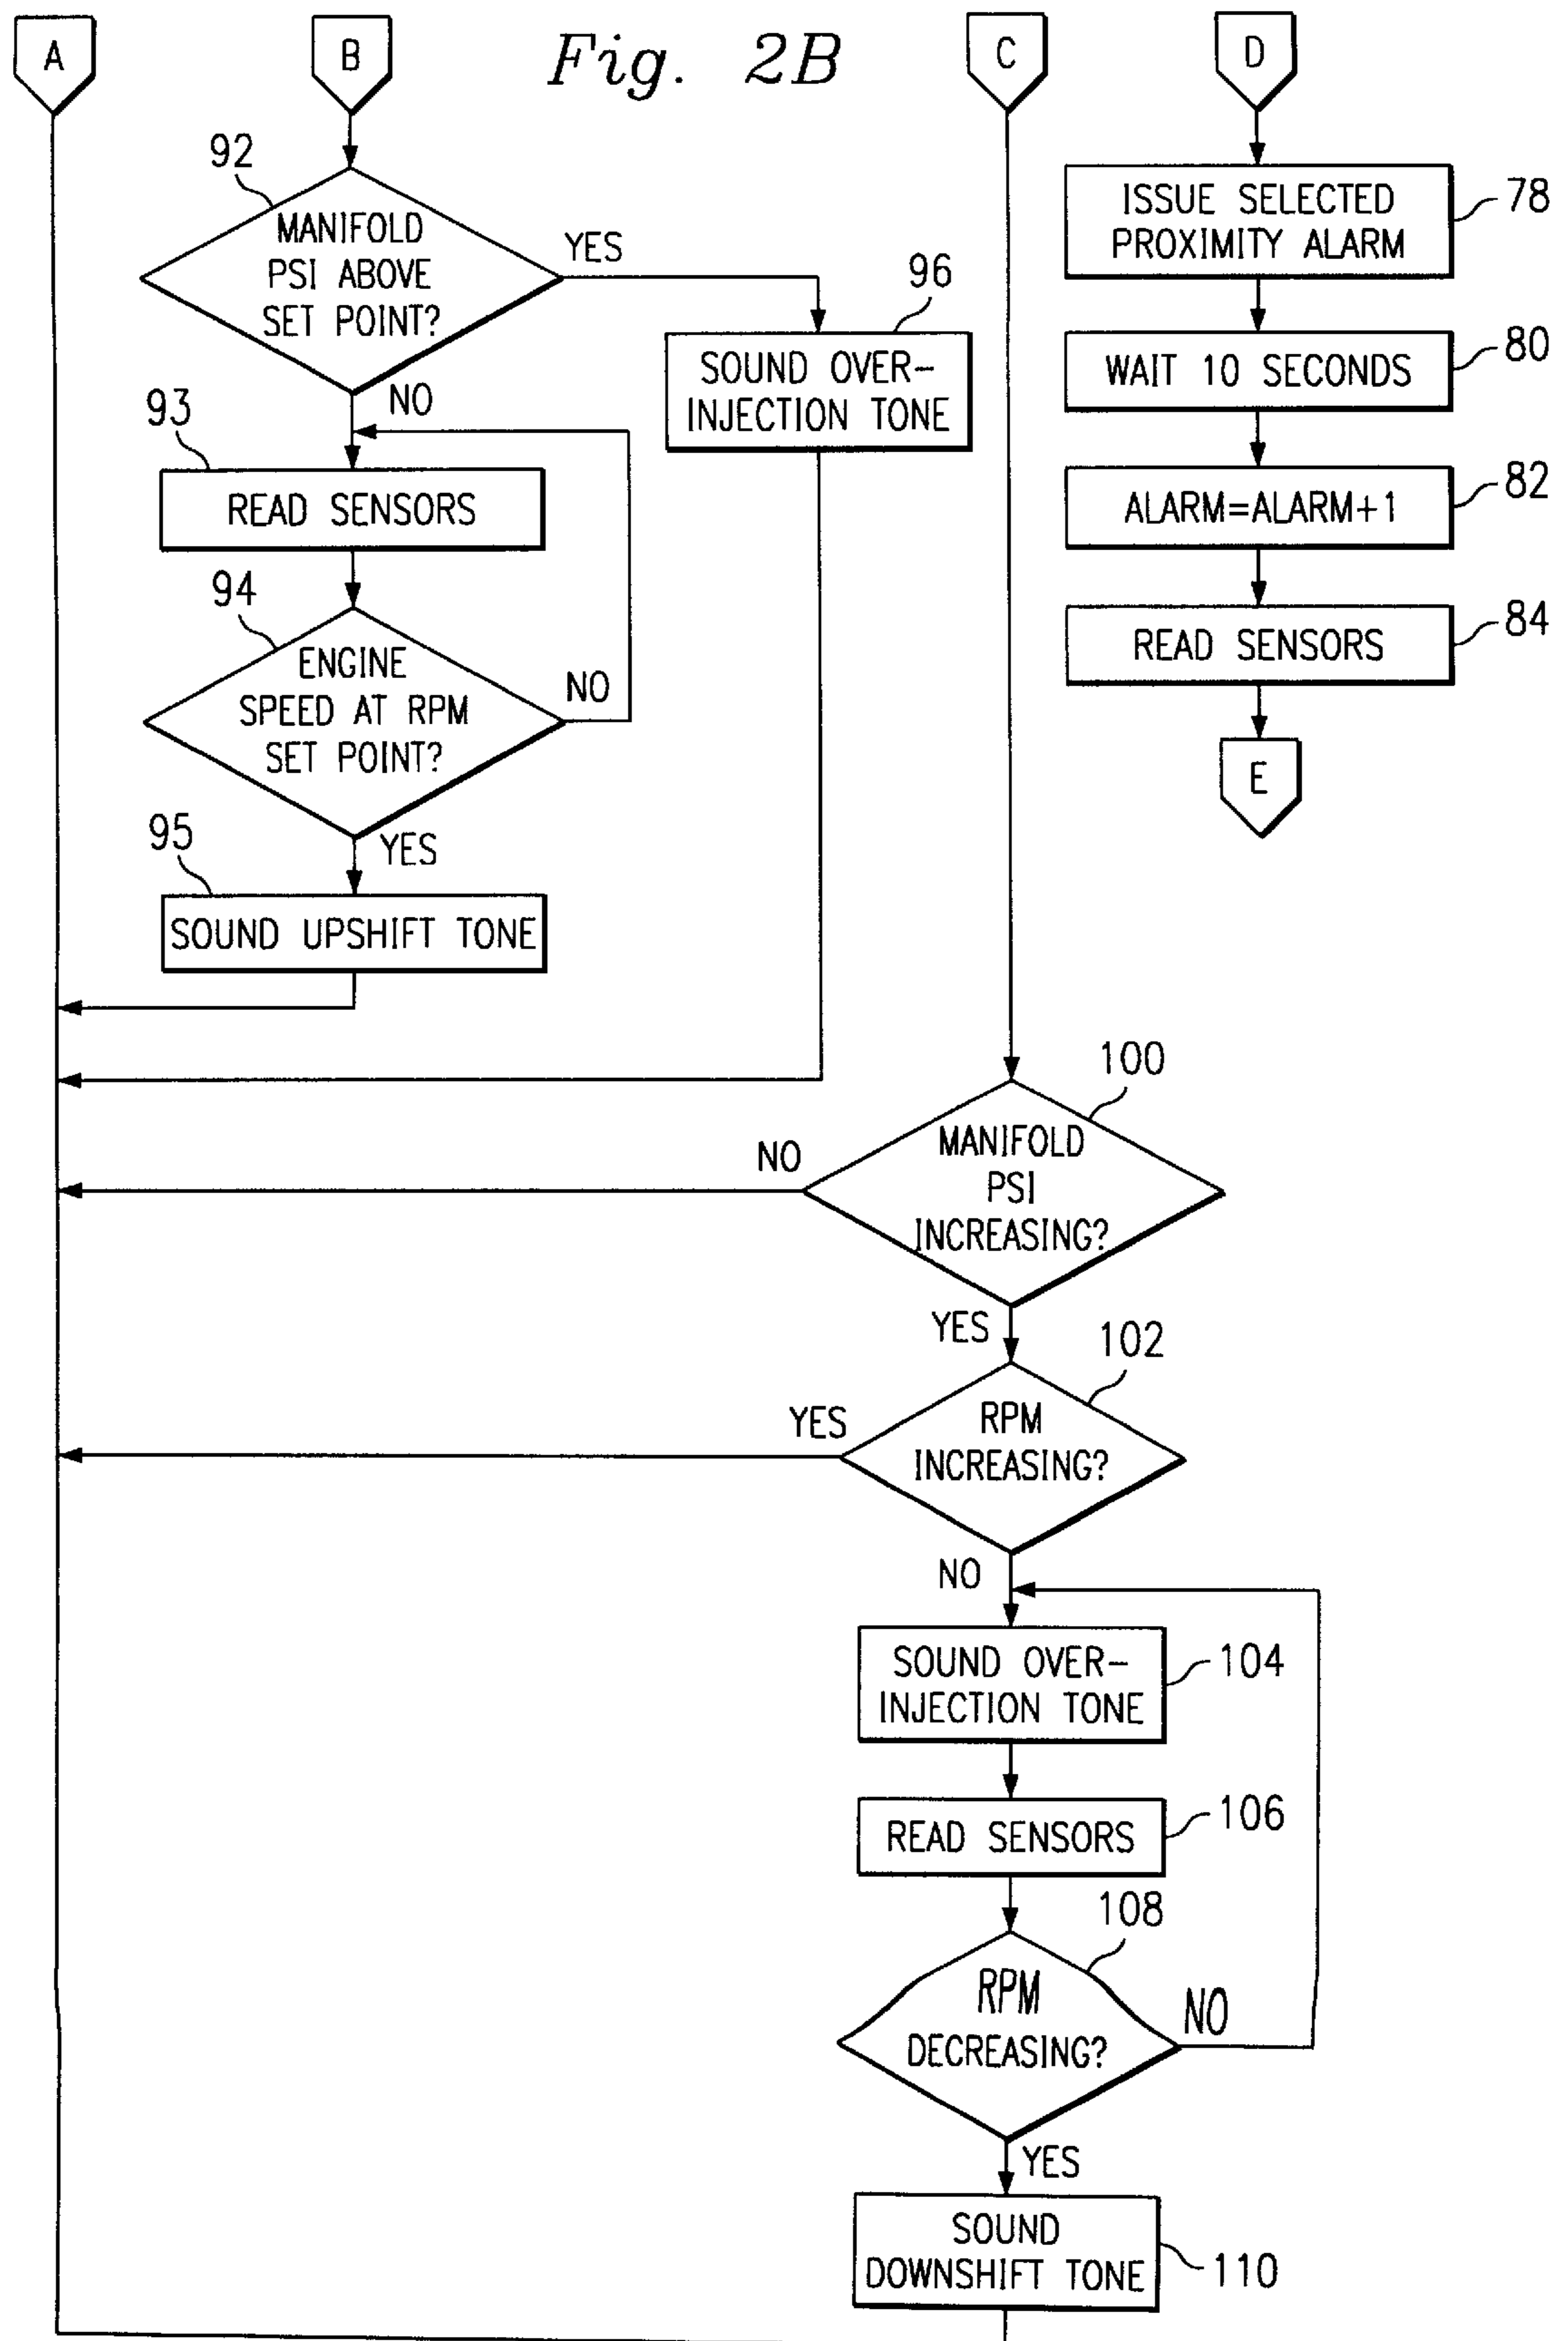 A
B
Fig. 2B
C
D
92
MANIFOLD
PSI ABOVE
SET POINT?
YES
NO
96
SOUND OVER-
INJECTION TONE
93
READ SENSORS
94
ENGINE
SPEED AT RPM
SET POINT?
NO
YES
95
SOUND UPSHIFT TONE
ISSUE SELECTED
PROXIMITY ALARM
78
WAIT 10 SECONDS
80
ALARM=ALARM+1
82
READ SENSORS
84
E
100
MANIFOLD
PSI
INCREASING?
NO
YES
102
RPM
INCREASING?
YES
NO
SOUND OVER-
INJECTION TONE
104
READ SENSORS
106
108
RPM
DECREASING?
NO
YES
SOUND
DOWNSHIFT TONE
110